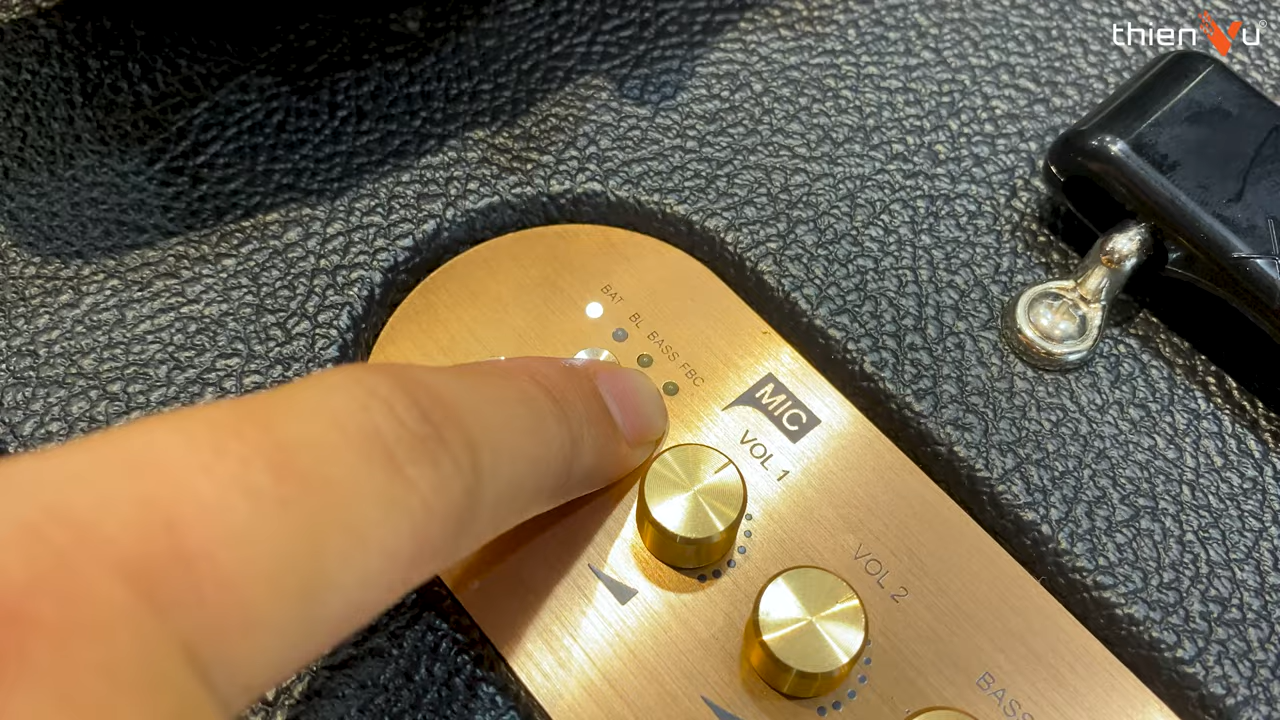 thienVu®
BAT BL BASS FBC
MIC
VOL 1
VOL 2
BASS